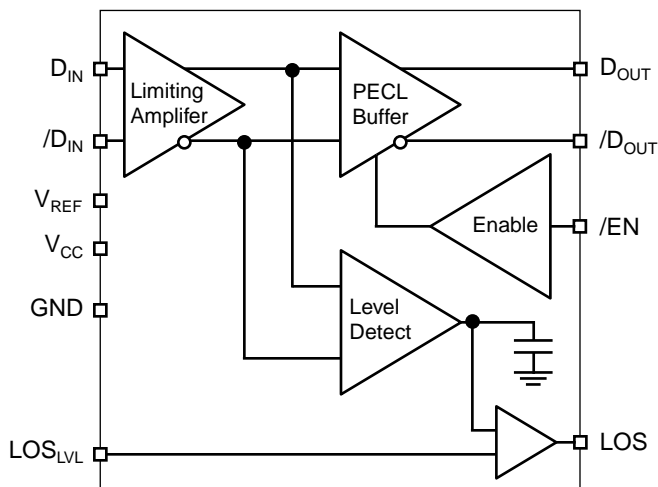 D_IN
Limiting
Amplifer
PECL
Buffer
D_OUT
/D_IN
/D_OUT
V_REF
Enable
/EN
V_CC
GND
Level
Detect
LOS_LVL
LOS